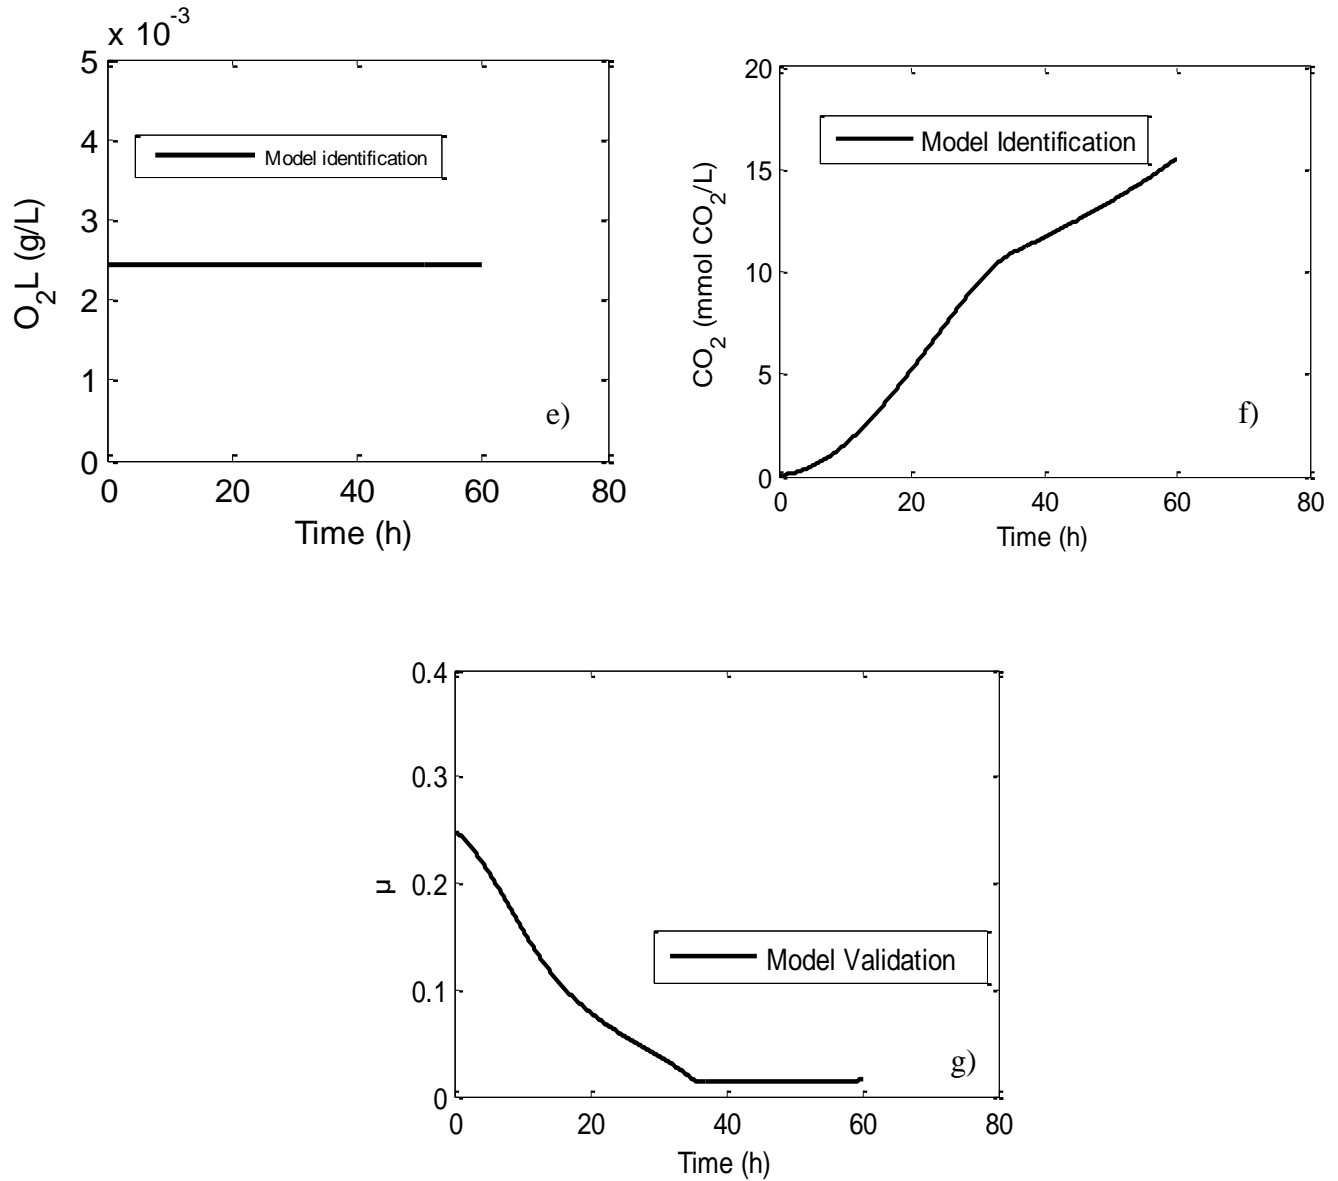 x 10-3
5
4
3
2
1
0
O2L (g/L)
Model identification
e)
0 20 40 60 80
Time (h)
20
15
10
5
0
CO2 (mmol CO2/L)
Model Identification
f)
0 20 40 60 80
Time (h)
0.4
0.3
0.2
0.1
0
μ
Model Validation
g)
0 20 40 60 80
Time (h)